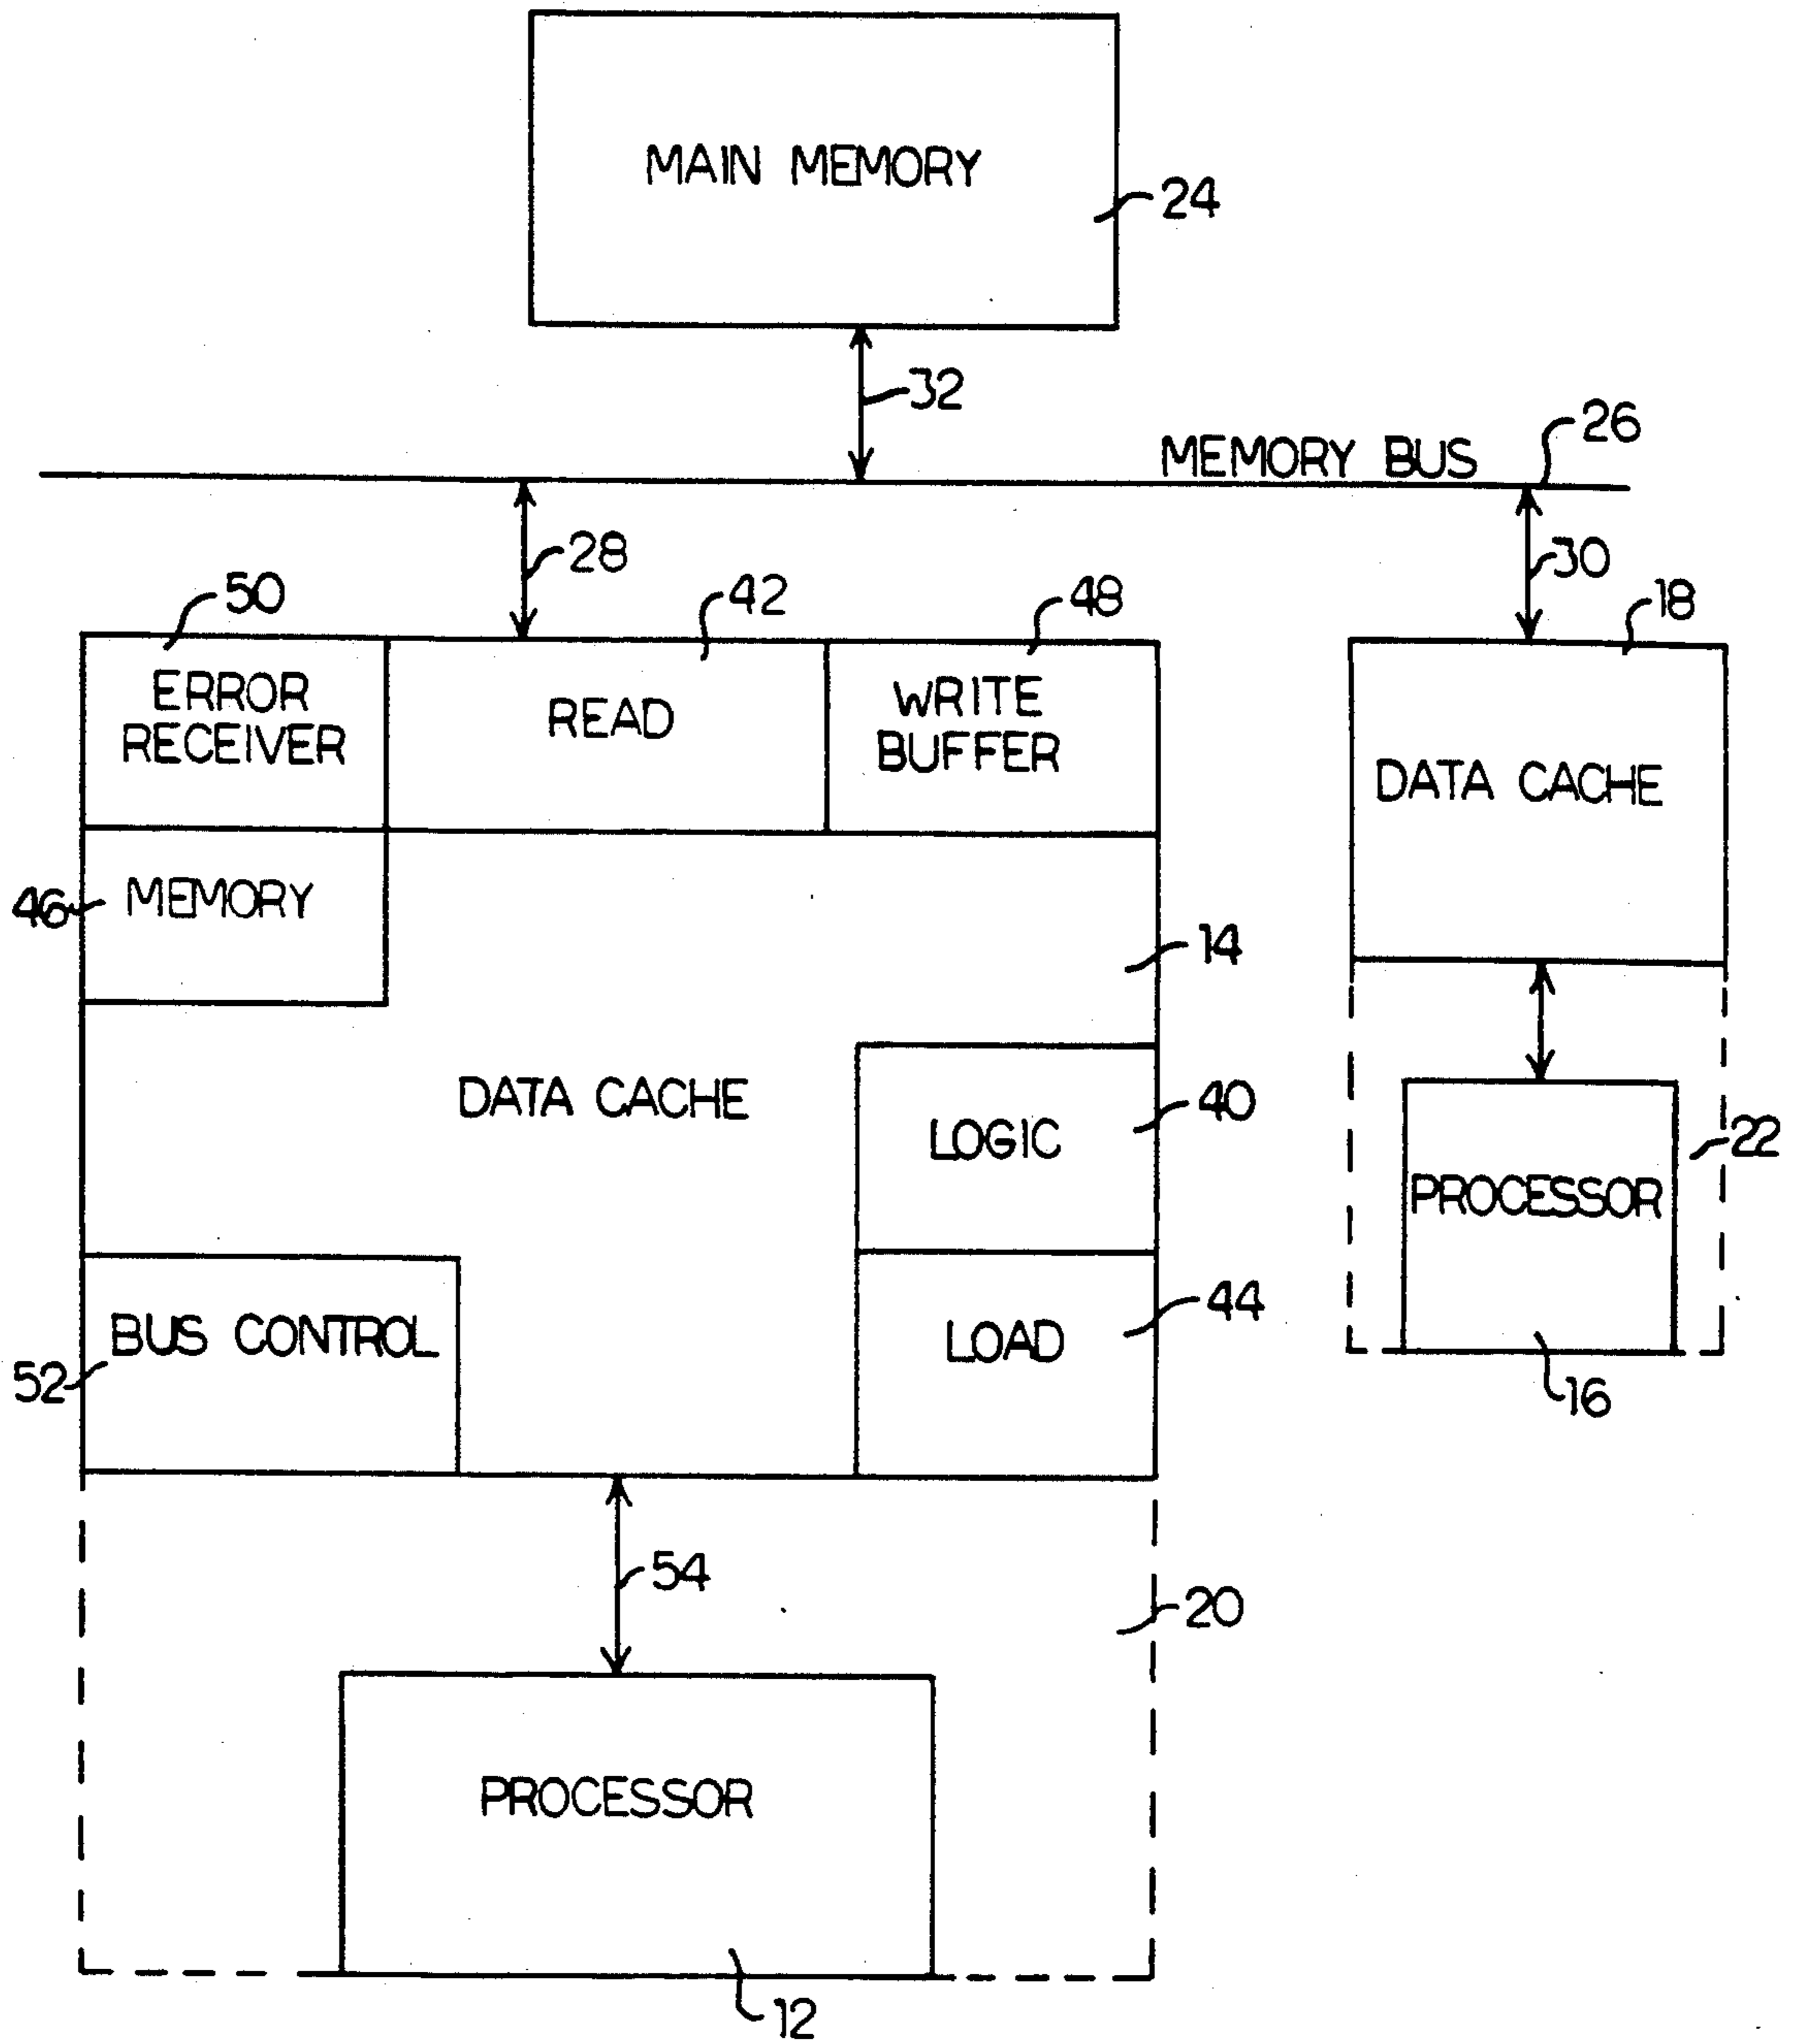 MAIN MEMORY
24
32
MEMORY BUS
26
28
30
50
42
48
18
ERROR
RECEIVER
READ
WRITE
BUFFER
DATA CACHE
46
MEMORY
14
DATA CACHE
LOGIC
40
22
PROCESSOR
BUS CONTROL
52
LOAD
44
16
54
20
PROCESSOR
12